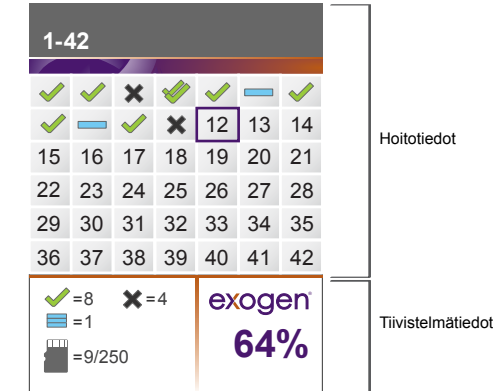 1-42
12 13 14
15 16 17 18 19 20 21
22 23 24 25 26 27 28
29 30 31 32 33 34 35
36 37 38 39 40 41 42
=8 =4
=1
=9/250
exogen
64%
Hoitotiedot
Tiivistelmätiedot